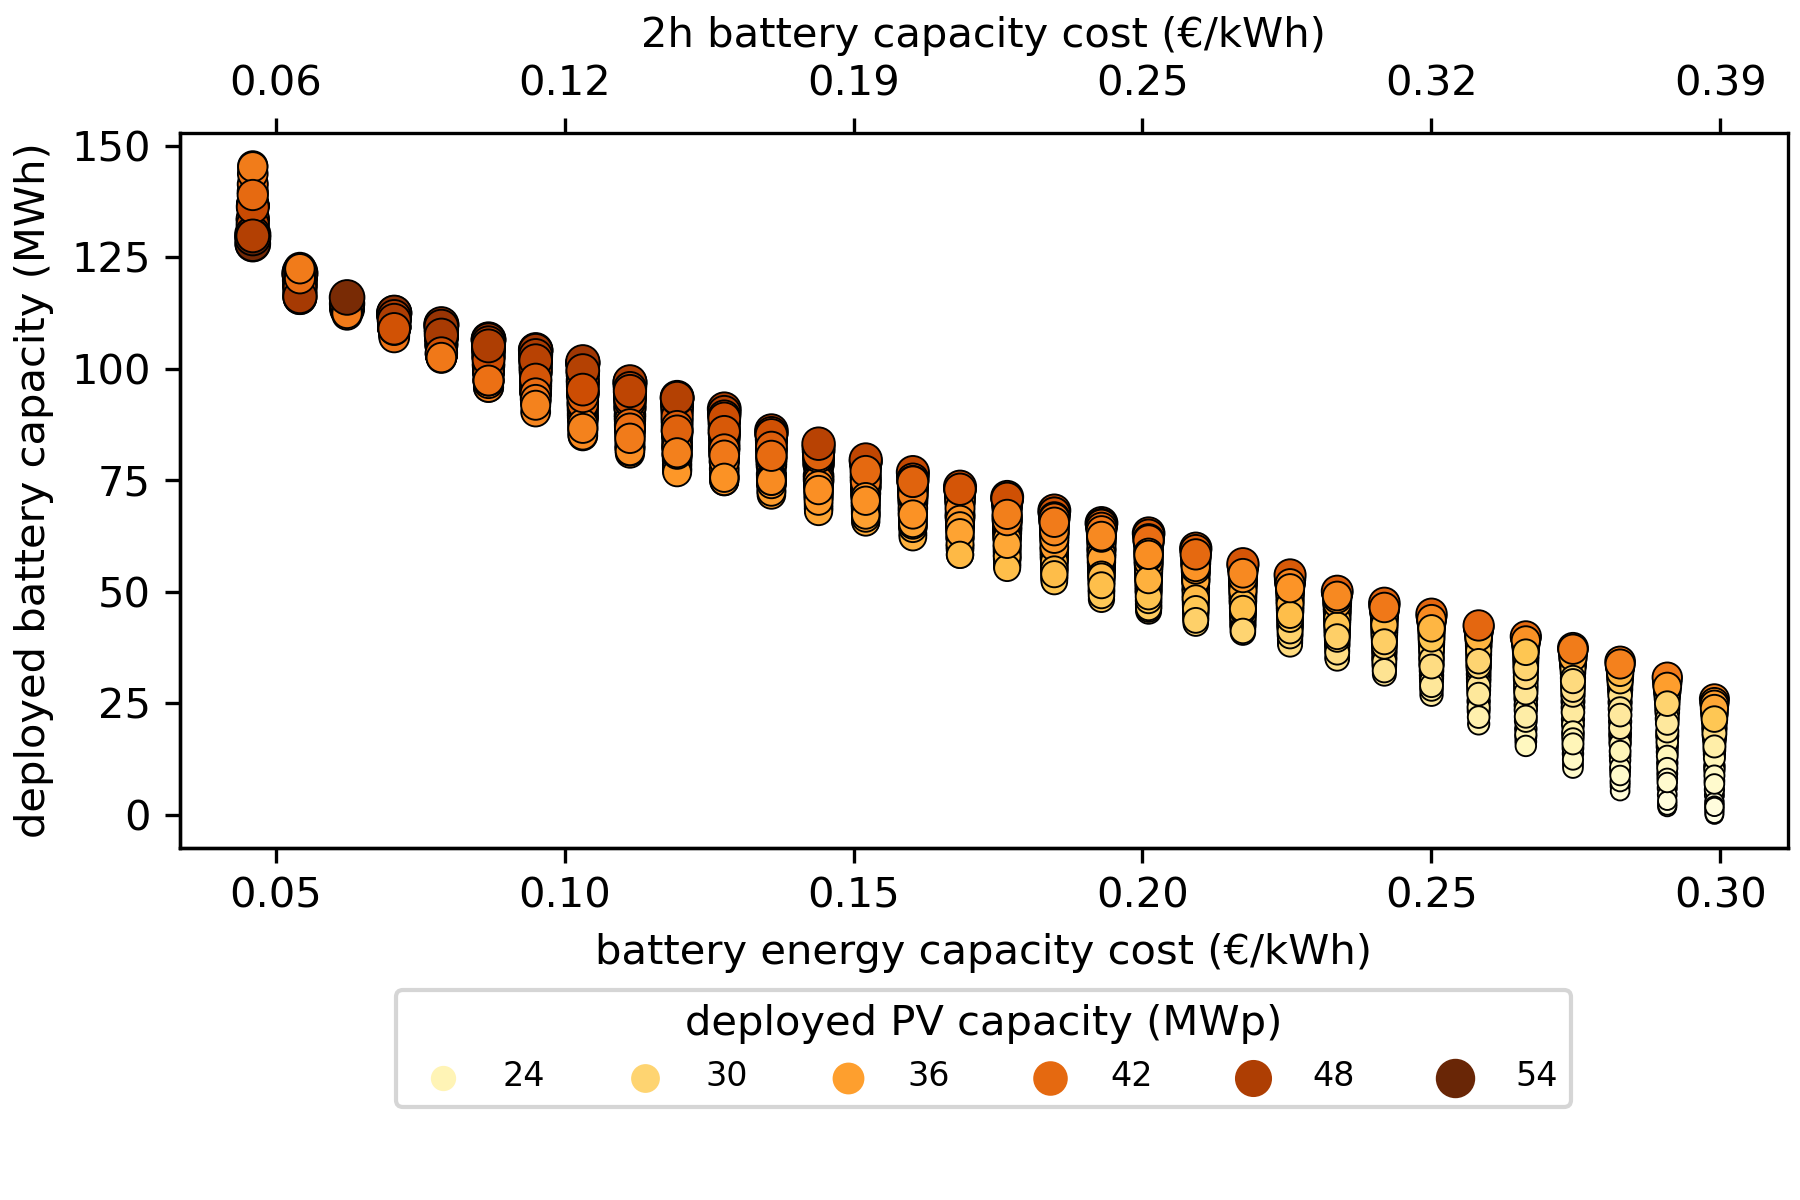 2h battery capacity cost (€/kWh)
0.06 0.12 0.19 0.25 0.32 0.39
deployed battery capacity (MWh)
150
125
100
75
50
25
0
0.05 0.10 0.15 0.20 0.25 0.30
battery energy capacity cost (€/kWh)
deployed PV capacity (MWp)
24 30 36 42 48 54